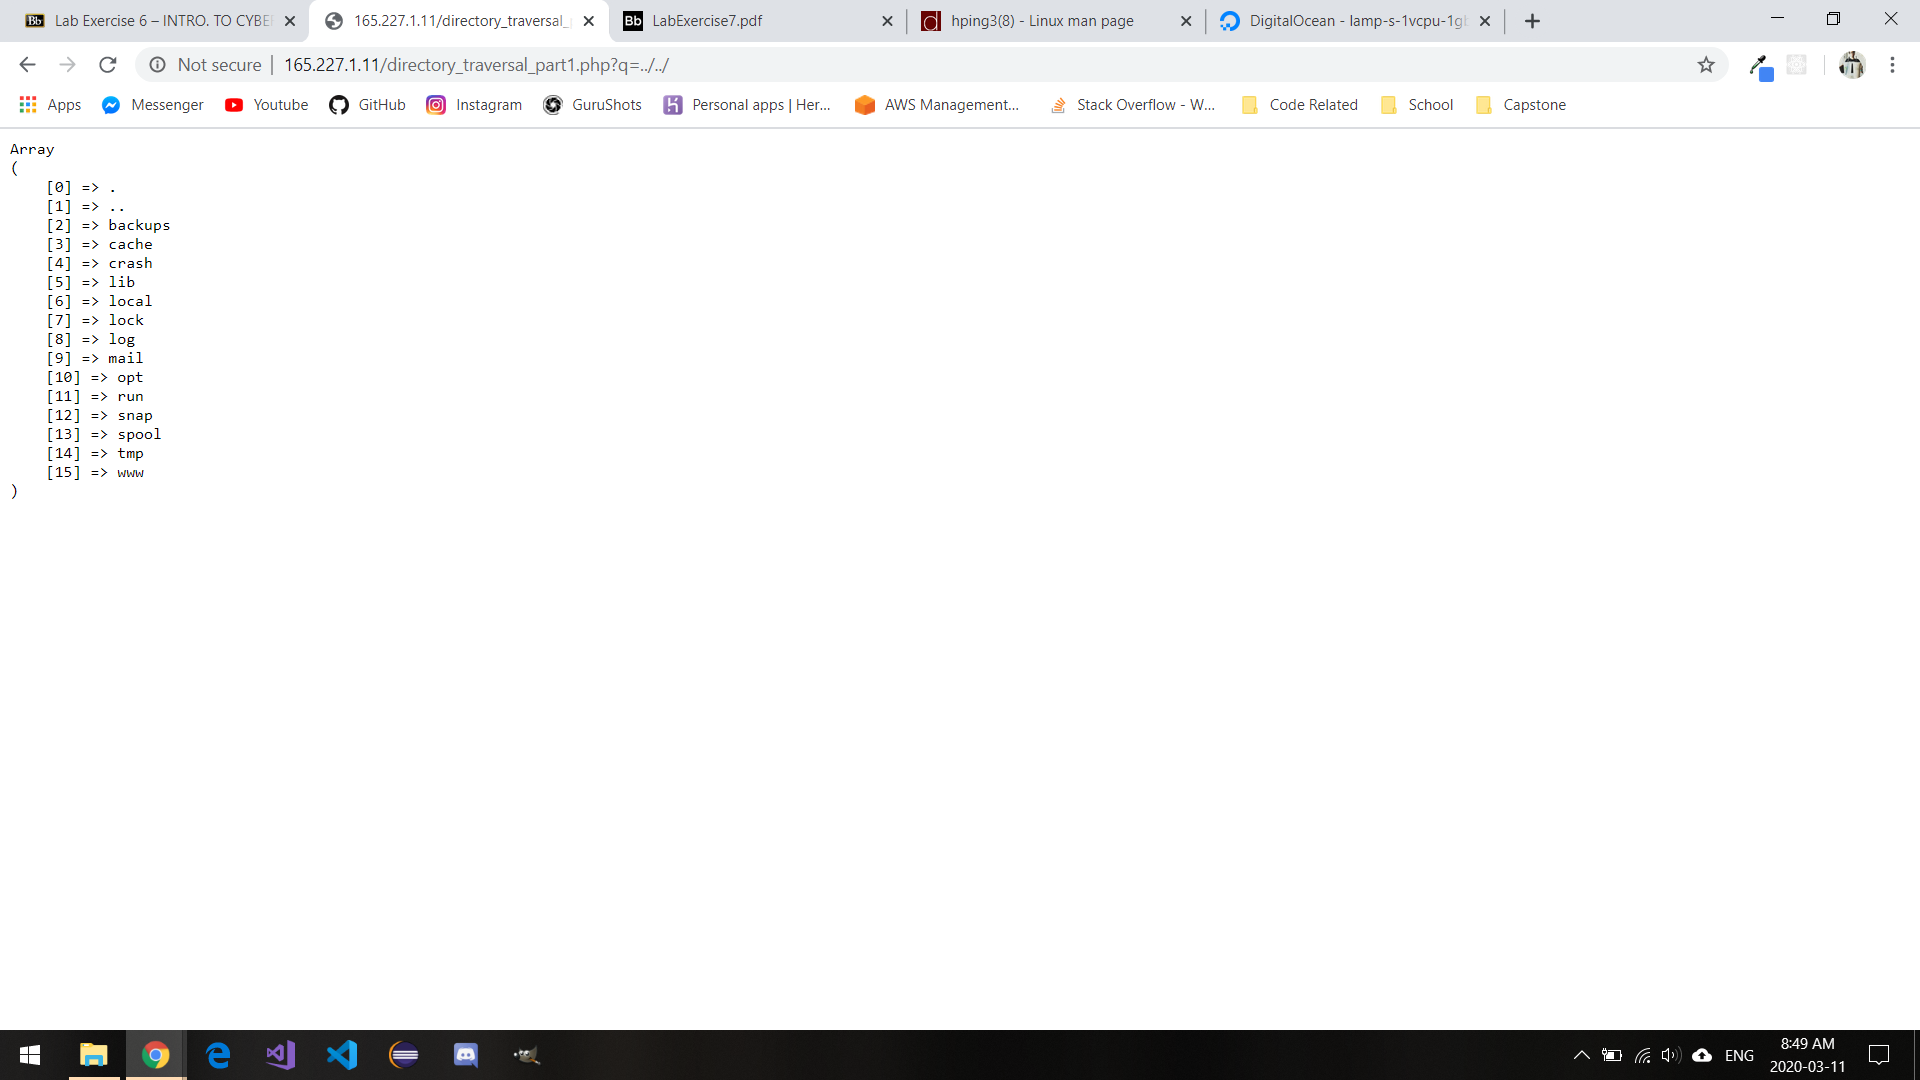 Lab Exercise 6 – INTRO. TO CYBE
165.227.1.11/directory_traversal_
LabExercise7.pdf
hping3(8) - Linux man page
DigitalOcean - lamp-s-1vcpu-1gb
Not secure | 165.227.1.11/directory_traversal_part1.php?q=../../
Apps
Messenger
Youtube
GitHub
Instagram
GuruShots
Personal apps | Her...
AWS Management...
Stack Overflow - W...
Code Related
School
Capstone
Array
(
    [0] => .
    [1] => ..
    [2] => backups
    [3] => cache
    [4] => crash
    [5] => lib
    [6] => local
    [7] => lock
    [8] => log
    [9] => mail
    [10] => opt
    [11] => run
    [12] => snap
    [13] => spool
    [14] => tmp
    [15] => www
)
ENG
8:49 AM
2020-03-11